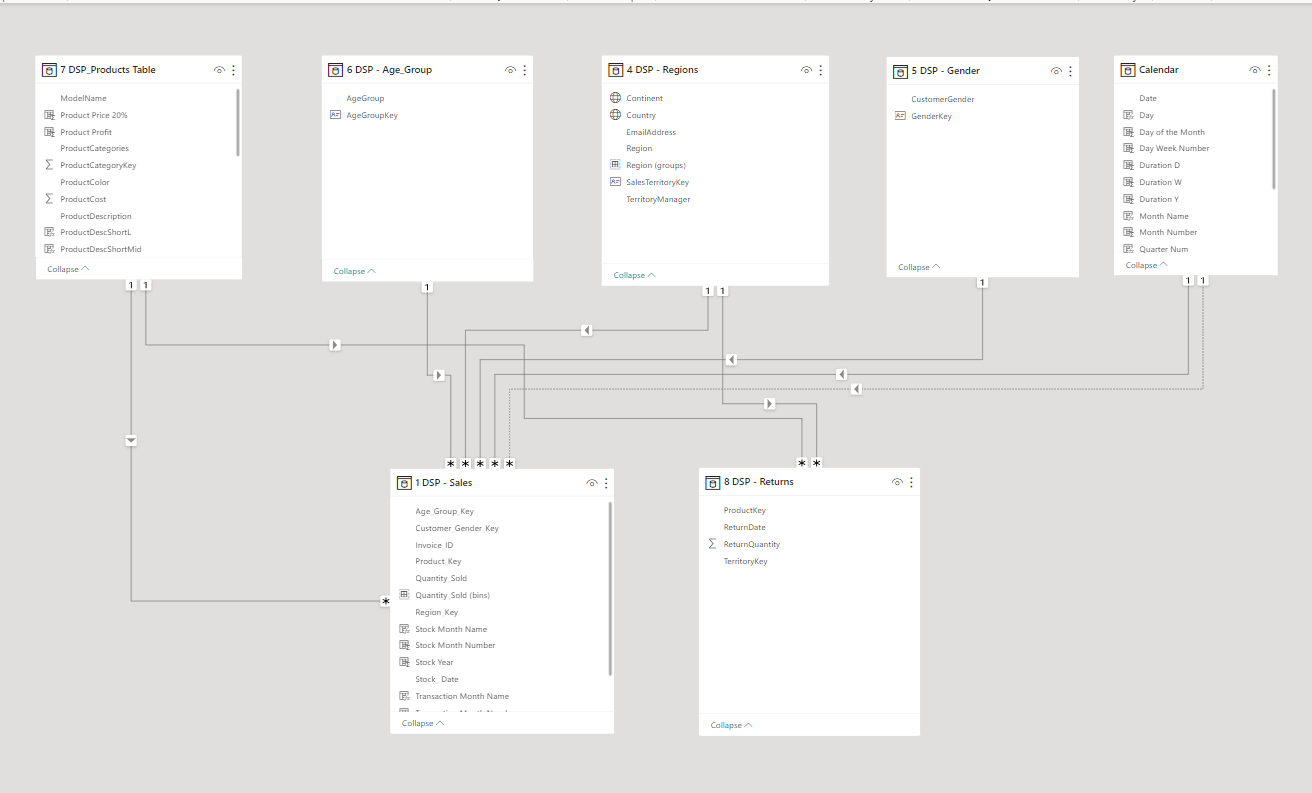 7 DSP_Products Table
ModelName
Product Price 20%
Product Profit
ProductCategories
ProductCategoryKey
ProductColor
ProductCost
ProductDescription
ProductDescShortL
ProductDescShortMid
Collapse
6 DSP - Age_Group
AgeGroup
AgeGroupKey
Collapse
4 DSP - Regions
Continent
Country
EmailAddress
Region
Region (groups)
SalesTerritoryKey
TerritoryManager
Collapse
5 DSP - Gender
CustomerGender
GenderKey
Collapse
Calendar
Date
Day
Day of the Month
Day Week Number
Duration D
Duration W
Duration Y
Month Name
Month Number
Quarter Num
Collapse
1 1 1 1 1 1 1 1
* * * * * * *
1 DSP - Sales
Age_Group_Key
Customer_Gender_Key
Invoice_ID
Product_Key
Quantity_Sold
Quantity_Sold (bins)
*
Region_Key
Stock Month Name
Stock Month Number
Stock Year
Stock_Date
Transaction Month Name
Collapse
8 DSP - Returns
ProductKey
ReturnDate
ReturnQuantity
TerritoryKey
Collapse